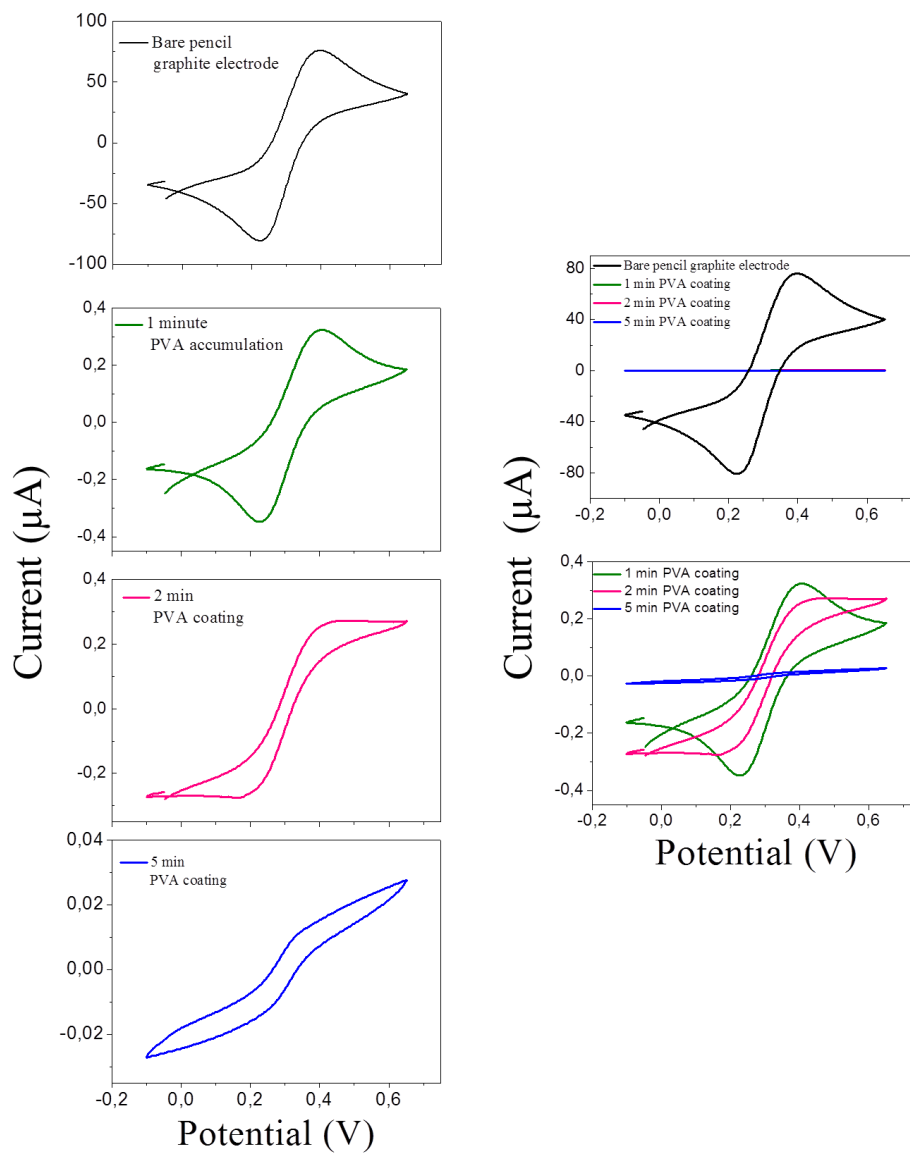 Bare pencil
graphite electrode
100
50
0
-50
-100
1 minute
PVA accumulation
0,4
0,2
0,0
-0,2
-0,4
2 min
PVA coating
0,4
0,2
0,0
-0,2
5 min
PVA coating
0,04
0,02
0,00
-0,02
-0,2 0,0 0,2 0,4 0,6
Potential (V)
Current (µA)
Bare pencil graphite electrode
1 min PVA coating
2 min PVA coating
5 min PVA coating
80
40
0
-40
-80
-0,2 0,0 0,2 0,4 0,6
1 min PVA coating
2 min PVA coating
5 min PVA coating
0,4
0,2
0,0
-0,2
-0,4
-0,2 0,0 0,2 0,4 0,6
Potential (V)
Current (µA)